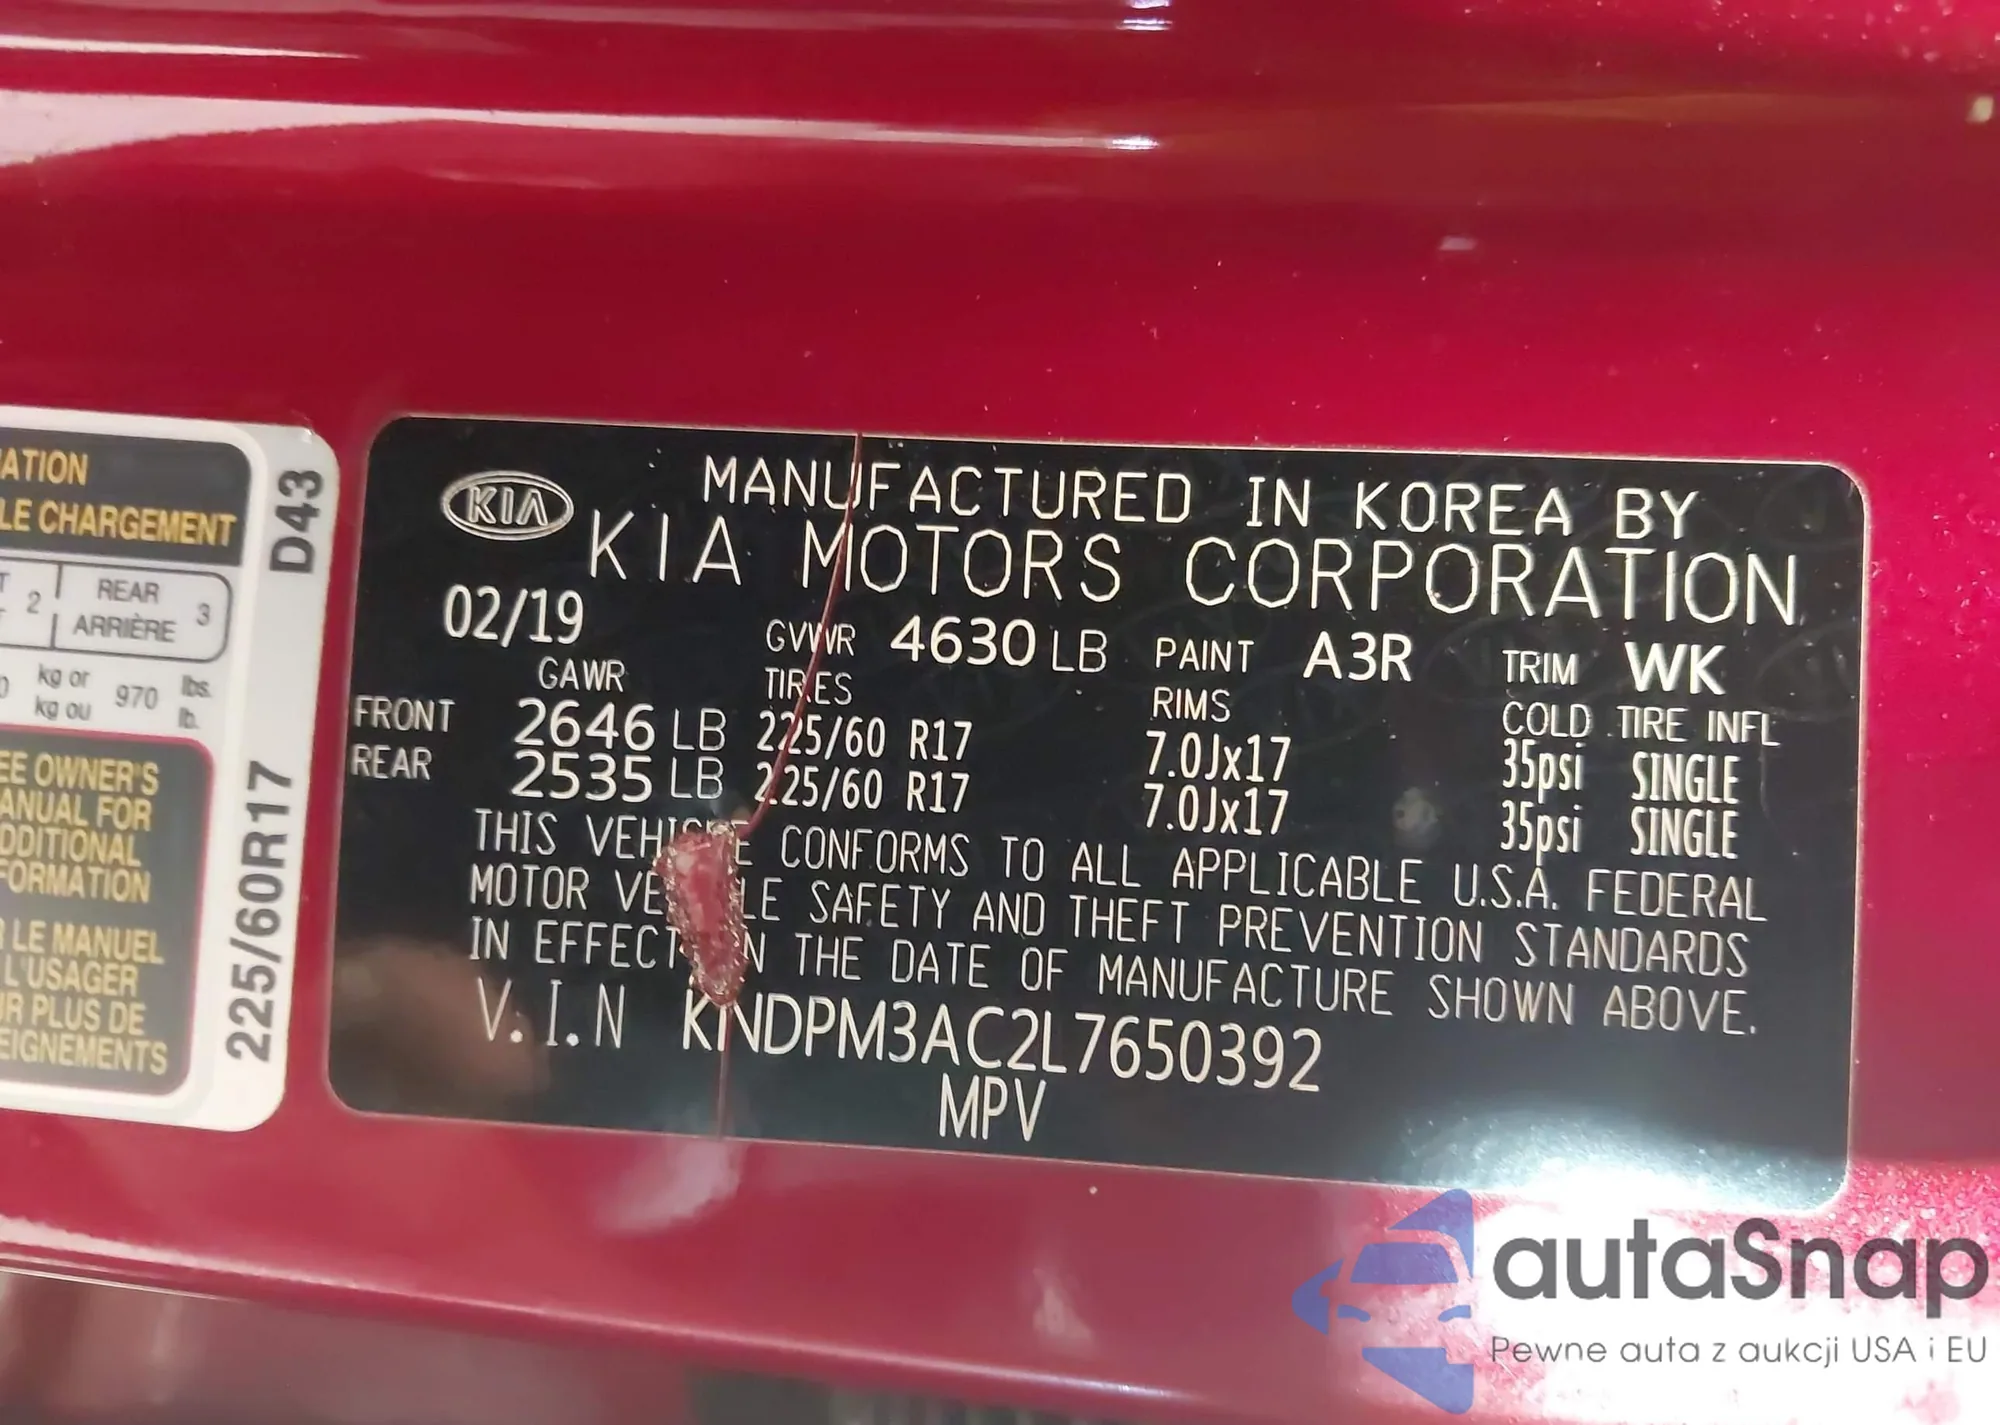 ATION
LE CHARGEMENT
2 REAR 3
ARRIÈRE
kg or 970 lbs.
kg ou lb.
EE OWNER'S
ANUAL FOR
DDITIONAL
FORMATION
R LE MANUEL
L'USAGER
UR PLUS DE
EIGNEMENTS
D43
225/60R17
KIA
MANUFACTURED IN KOREA BY
KIA MOTORS CORPORATION
02/19 GVWR 4630 LB PAINT A3R TRIM WK
GAWR TIRES RIMS COLD TIRE INFL
FRONT 2646 LB 225/60 R17 7.0Jx17 35psi SINGLE
REAR 2535 LB 225/60 R17 7.0Jx17 35psi SINGLE
THIS VEHICLE CONFORMS TO ALL APPLICABLE U.S.A. FEDERAL
MOTOR VEHICLE SAFETY AND THEFT PREVENTION STANDARDS
IN EFFECT ON THE DATE OF MANUFACTURE SHOWN ABOVE.
V.I.N KNDPM3AC2L7650392
MPV
autaSnap
Pewne auta z aukcji USA i EU